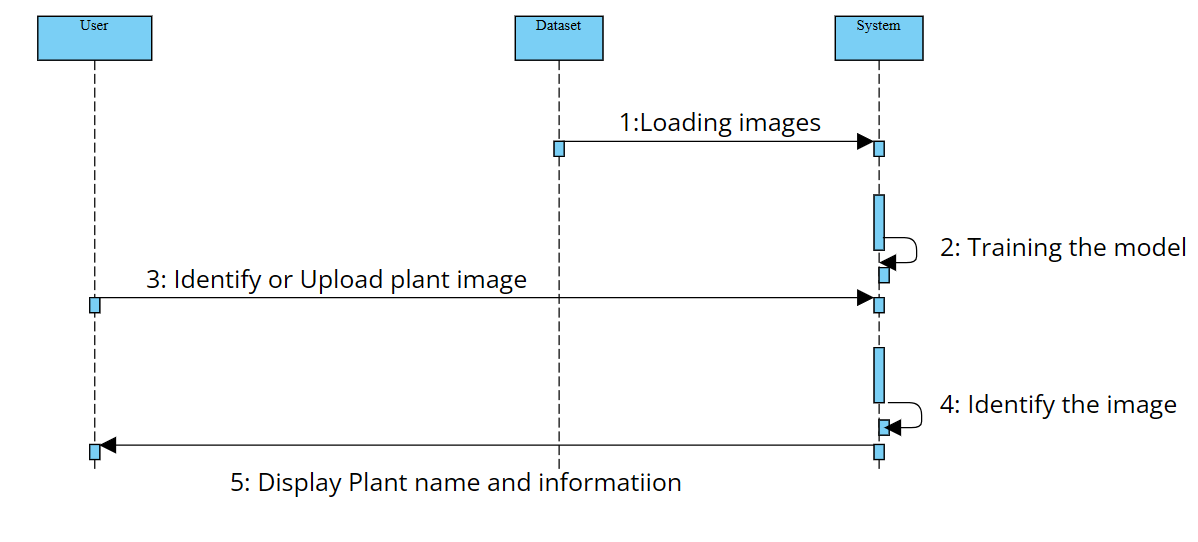 User
Dataset
System
1:Loading images
2: Training the model
3: Identify or Upload plant image
4: Identify the image
5: Display Plant name and informatiion